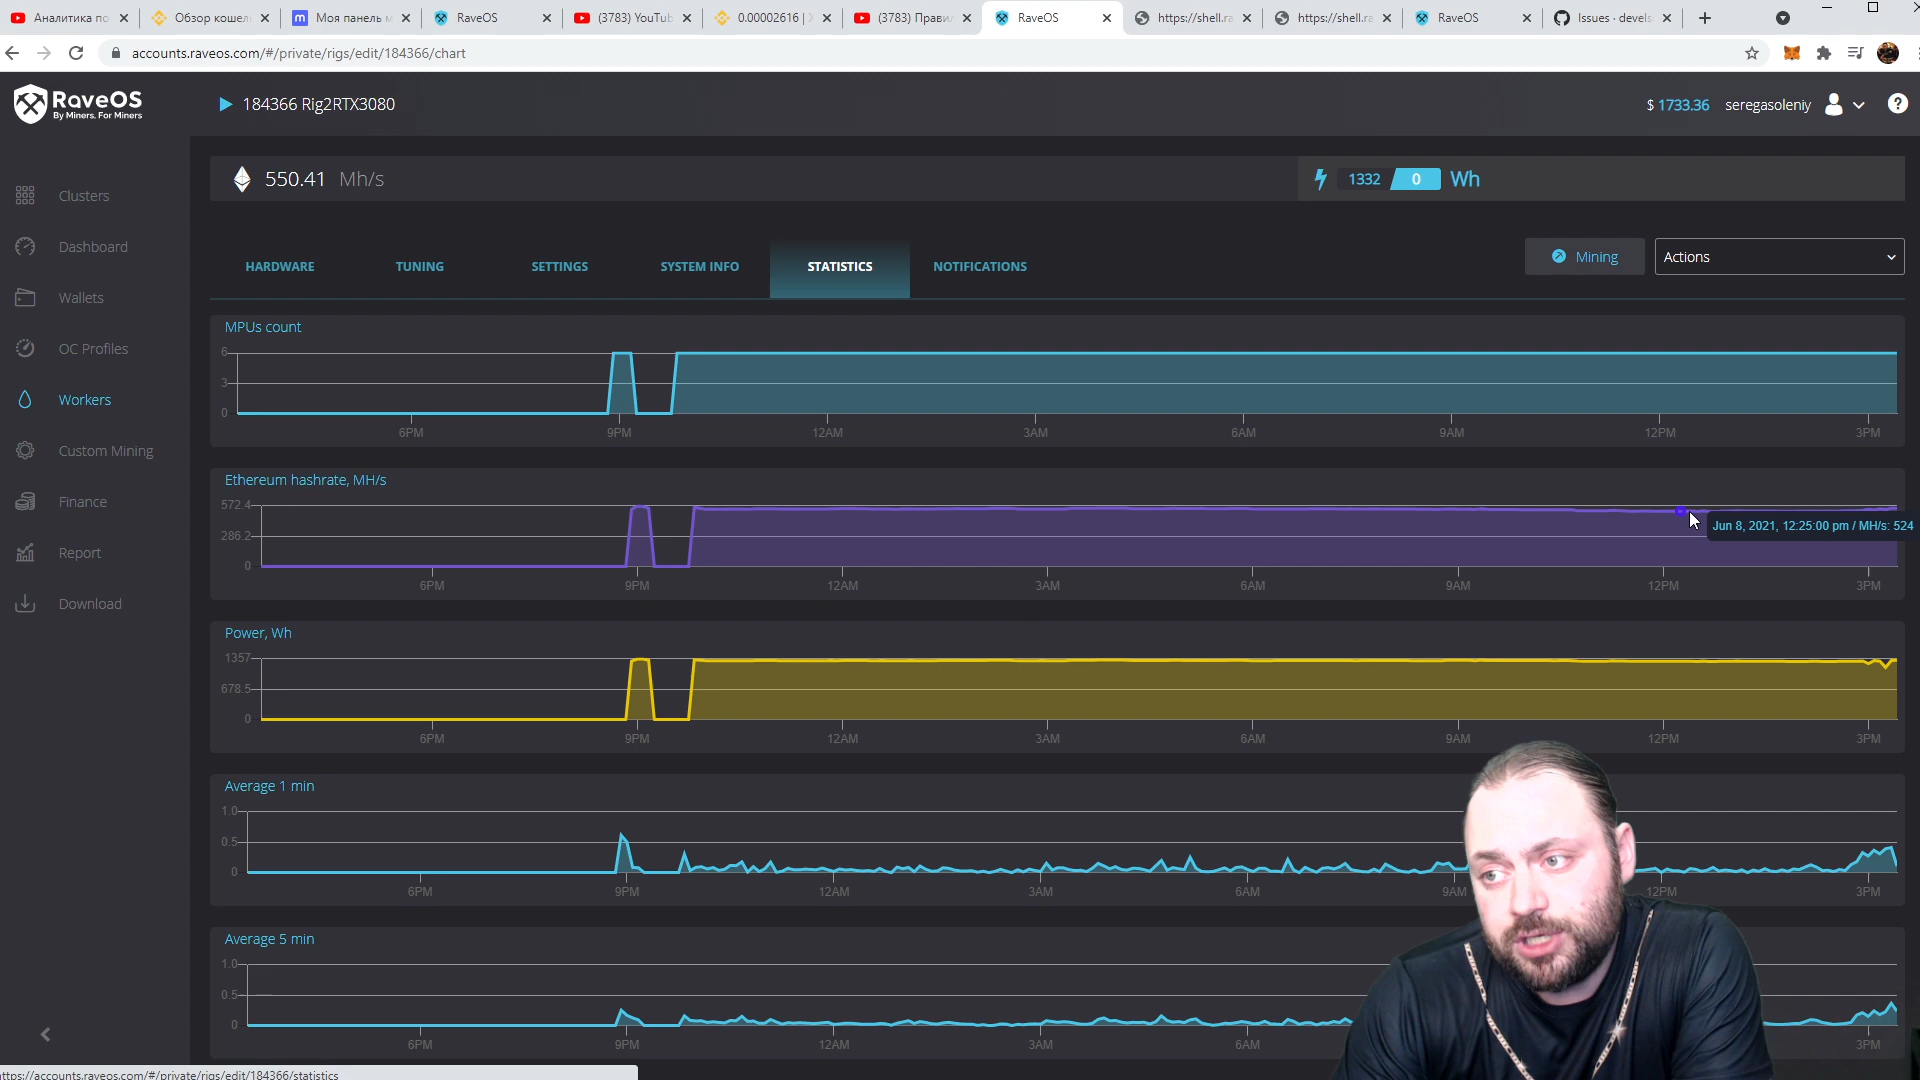 Аналитика по
Обзор кошел
Моя панель м
RaveOS
(3783) YouTub
0.00002616 |
(3783) Прави
RaveOS
https://shell.ra
https://shell.ra
RaveOS
Issues · devels
accounts.raveos.com/#/private/rigs/edit/184366/chart
RaveOS
By Miners. For Miners
184366 Rig2RTX3080
$ 1733.36
seregasoleniy
?
550.41 Mh/s
1332
0
Wh
Clusters
Dashboard
Wallets
OC Profiles
Workers
Custom Mining
Finance
Report
Download
HARDWARE
TUNING
SETTINGS
SYSTEM INFO
STATISTICS
NOTIFICATIONS
Mining
Actions
MPUs count
6
3
0
6PM
9PM
12AM
3AM
6AM
9AM
12PM
3PM
Ethereum hashrate, MH/s
572.4
286.2
0
Jun 8, 2021, 12:25:00 pm / MH/s: 524
6PM
9PM
12AM
3AM
6AM
9AM
12PM
3PM
Power, Wh
1357
678.5
0
6PM
9PM
12AM
3AM
6AM
9AM
12PM
3PM
Average 1 min
1.0
0.5
0
6PM
9PM
12AM
3AM
6AM
9AM
12PM
3PM
Average 5 min
1.0
0.5
0
6PM
9PM
12AM
3AM
6AM
3PM
https://accounts.raveos.com/#/private/rigs/edit/184366/statistics